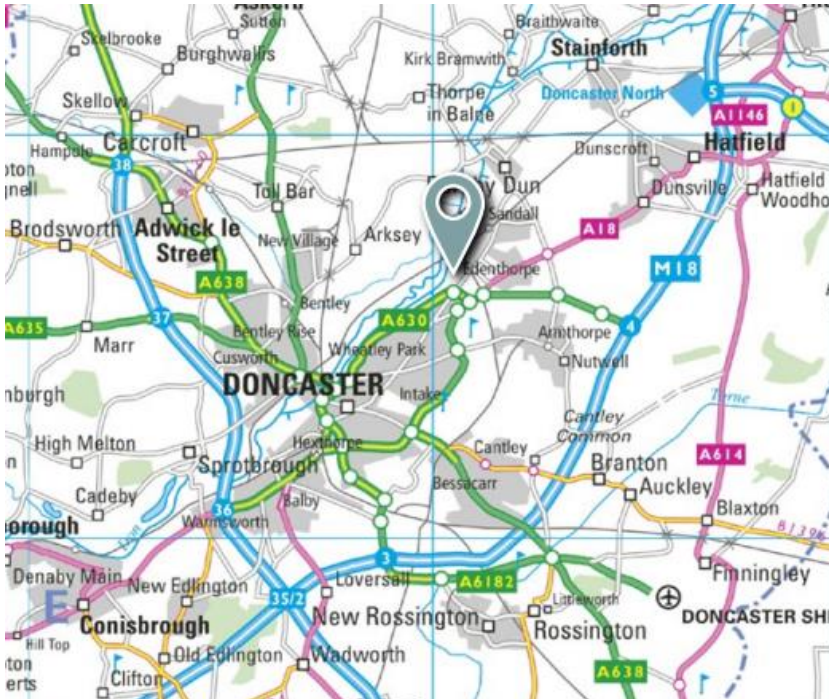 Askern
Sutton
Braithwaite
Skelbrooke
Burghwallis
Kirk Bramwith
Stainforth
Thorpe
in Balne
Doncaster North
5
1
A1146
Skellow
Hampole
Carcroft
38
Hatfield
Dunscroft
Dunsville
Hatfield
Dun
Toll Bar
Sandall
Adwick le
Street
New Village
Arksey
A18
Brodsworth
Edenthorpe
M18
A638
Bentley
A635
37
Marr
Bentley Rise
A630
Wheatley Park
Armthorpe
4
Cusworth
Nutwell
DONCASTER
Intake
Torne
High Melton
Hexthorpe
Cantley
Common
A614
Sprotbrough
Cantley
Branton
Cadeby
Balby
Bessacarr
Auckley
Blaxton
36
Warmsworth
Don
B1396
Denaby Main
New Edlington
3
Loversall
A6182
Finningley
E
35/2
Littleworth
DONCASTER SH
Conisbrough
New Rossington
Rossington
Hill Top
Old Edlington
Wadworth
A638
Clifton